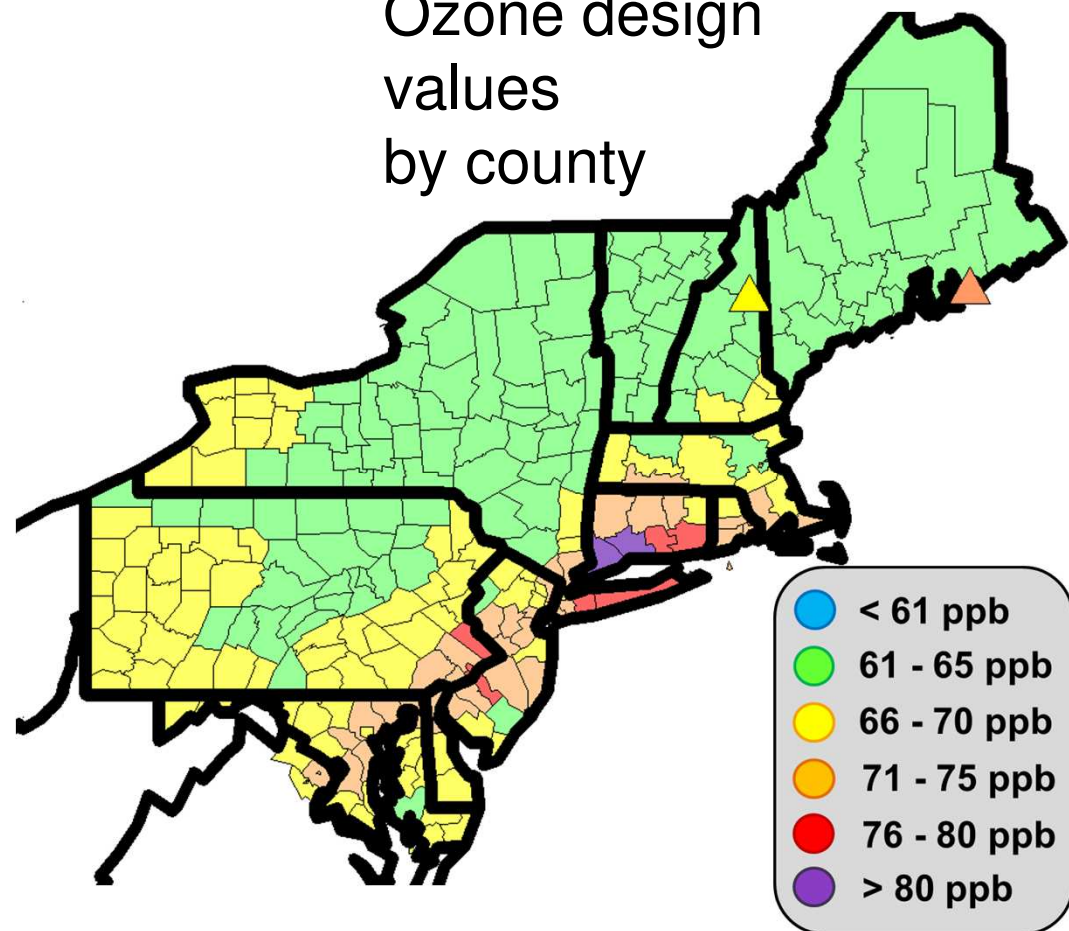 Ozone design
values
by county
< 61 ppb
61 - 65 ppb
66 - 70 ppb
71 - 75 ppb
76 - 80 ppb
> 80 ppb